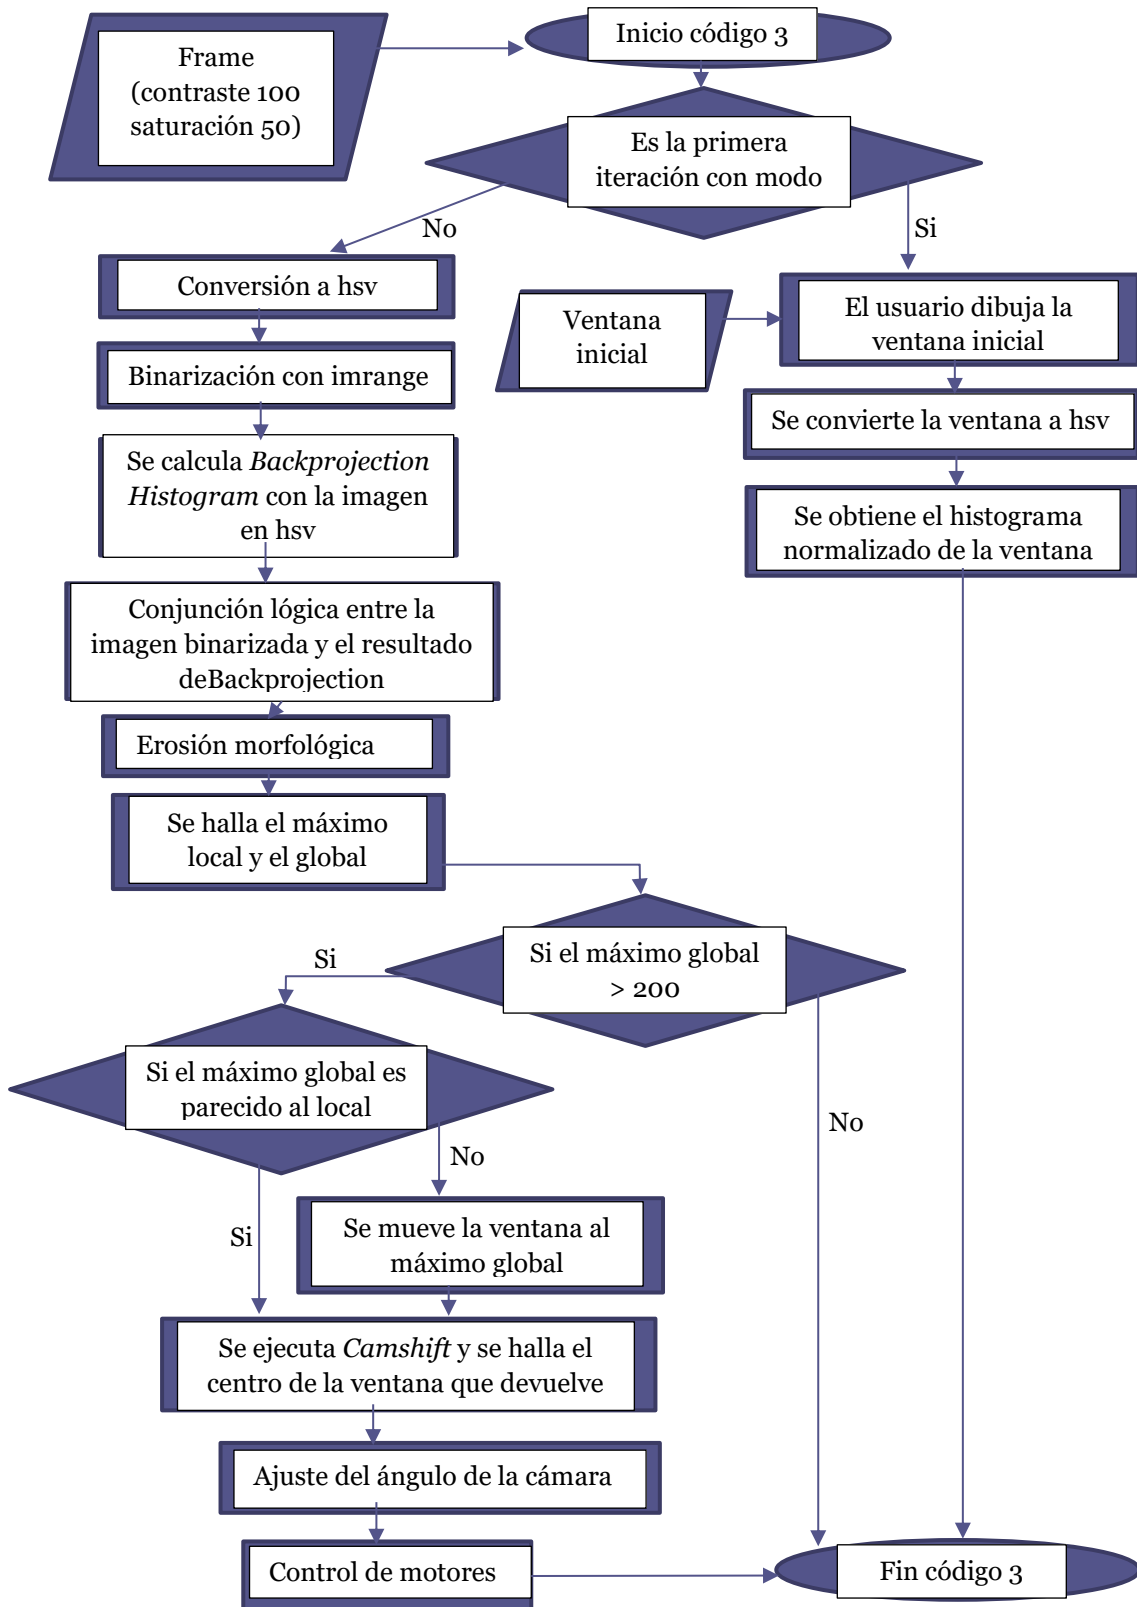 Frame
(contraste 100
saturación 50)
Inicio código 3
Es la primera
iteración con modo
No
Si
Conversión a hsv
Ventana
inicial
El usuario dibuja la
ventana inicial
Binarización con imrange
Se convierte la ventana a hsv
Se calcula Backprojection
Histogram con la imagen
en hsv
Se obtiene el histograma
normalizado de la ventana
Conjunción lógica entre la
imagen binarizada y el resultado
deBackprojection
Erosión morfológica
Se halla el máximo
local y el global
Si el máximo global
> 200
Si
Si el máximo global es
parecido al local
No
No
Si
Se mueve la ventana al
máximo global
Se ejecuta Camshift y se halla el
centro de la ventana que devuelve
Ajuste del ángulo de la cámara
Control de motores
Fin código 3